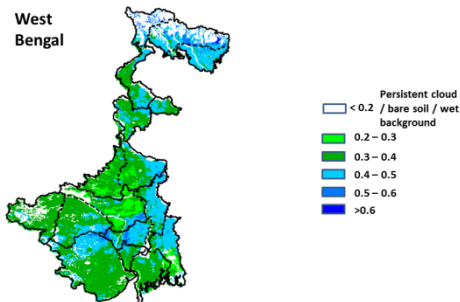 West
Bengal
Persistent cloud
< 0.2 / bare soil / wet
background
0.2 – 0.3
0.3 – 0.4
0.4 – 0.5
0.5 – 0.6
>0.6